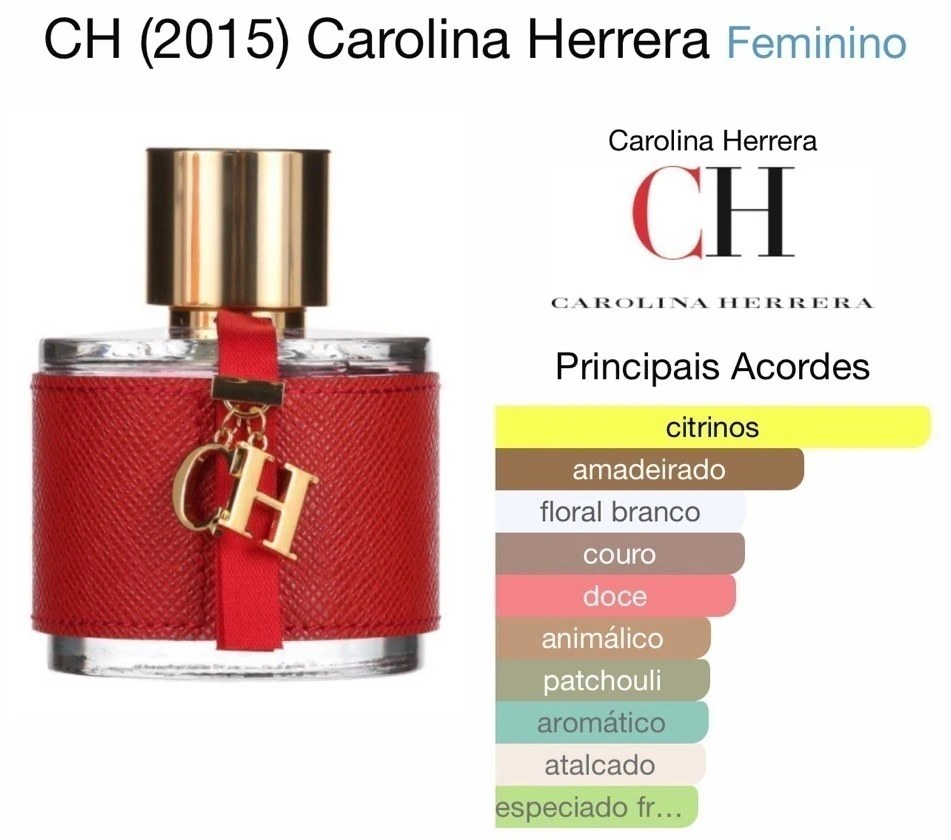 CH (2015) Carolina Herrera Feminino
Carolina Herrera
CH
CAROLINA HERRERA
Principais Acordes
citrinos
amadeirado
floral branco
couro
doce
animálico
patchouli
aromático
atalcado
especiado fr...
CH